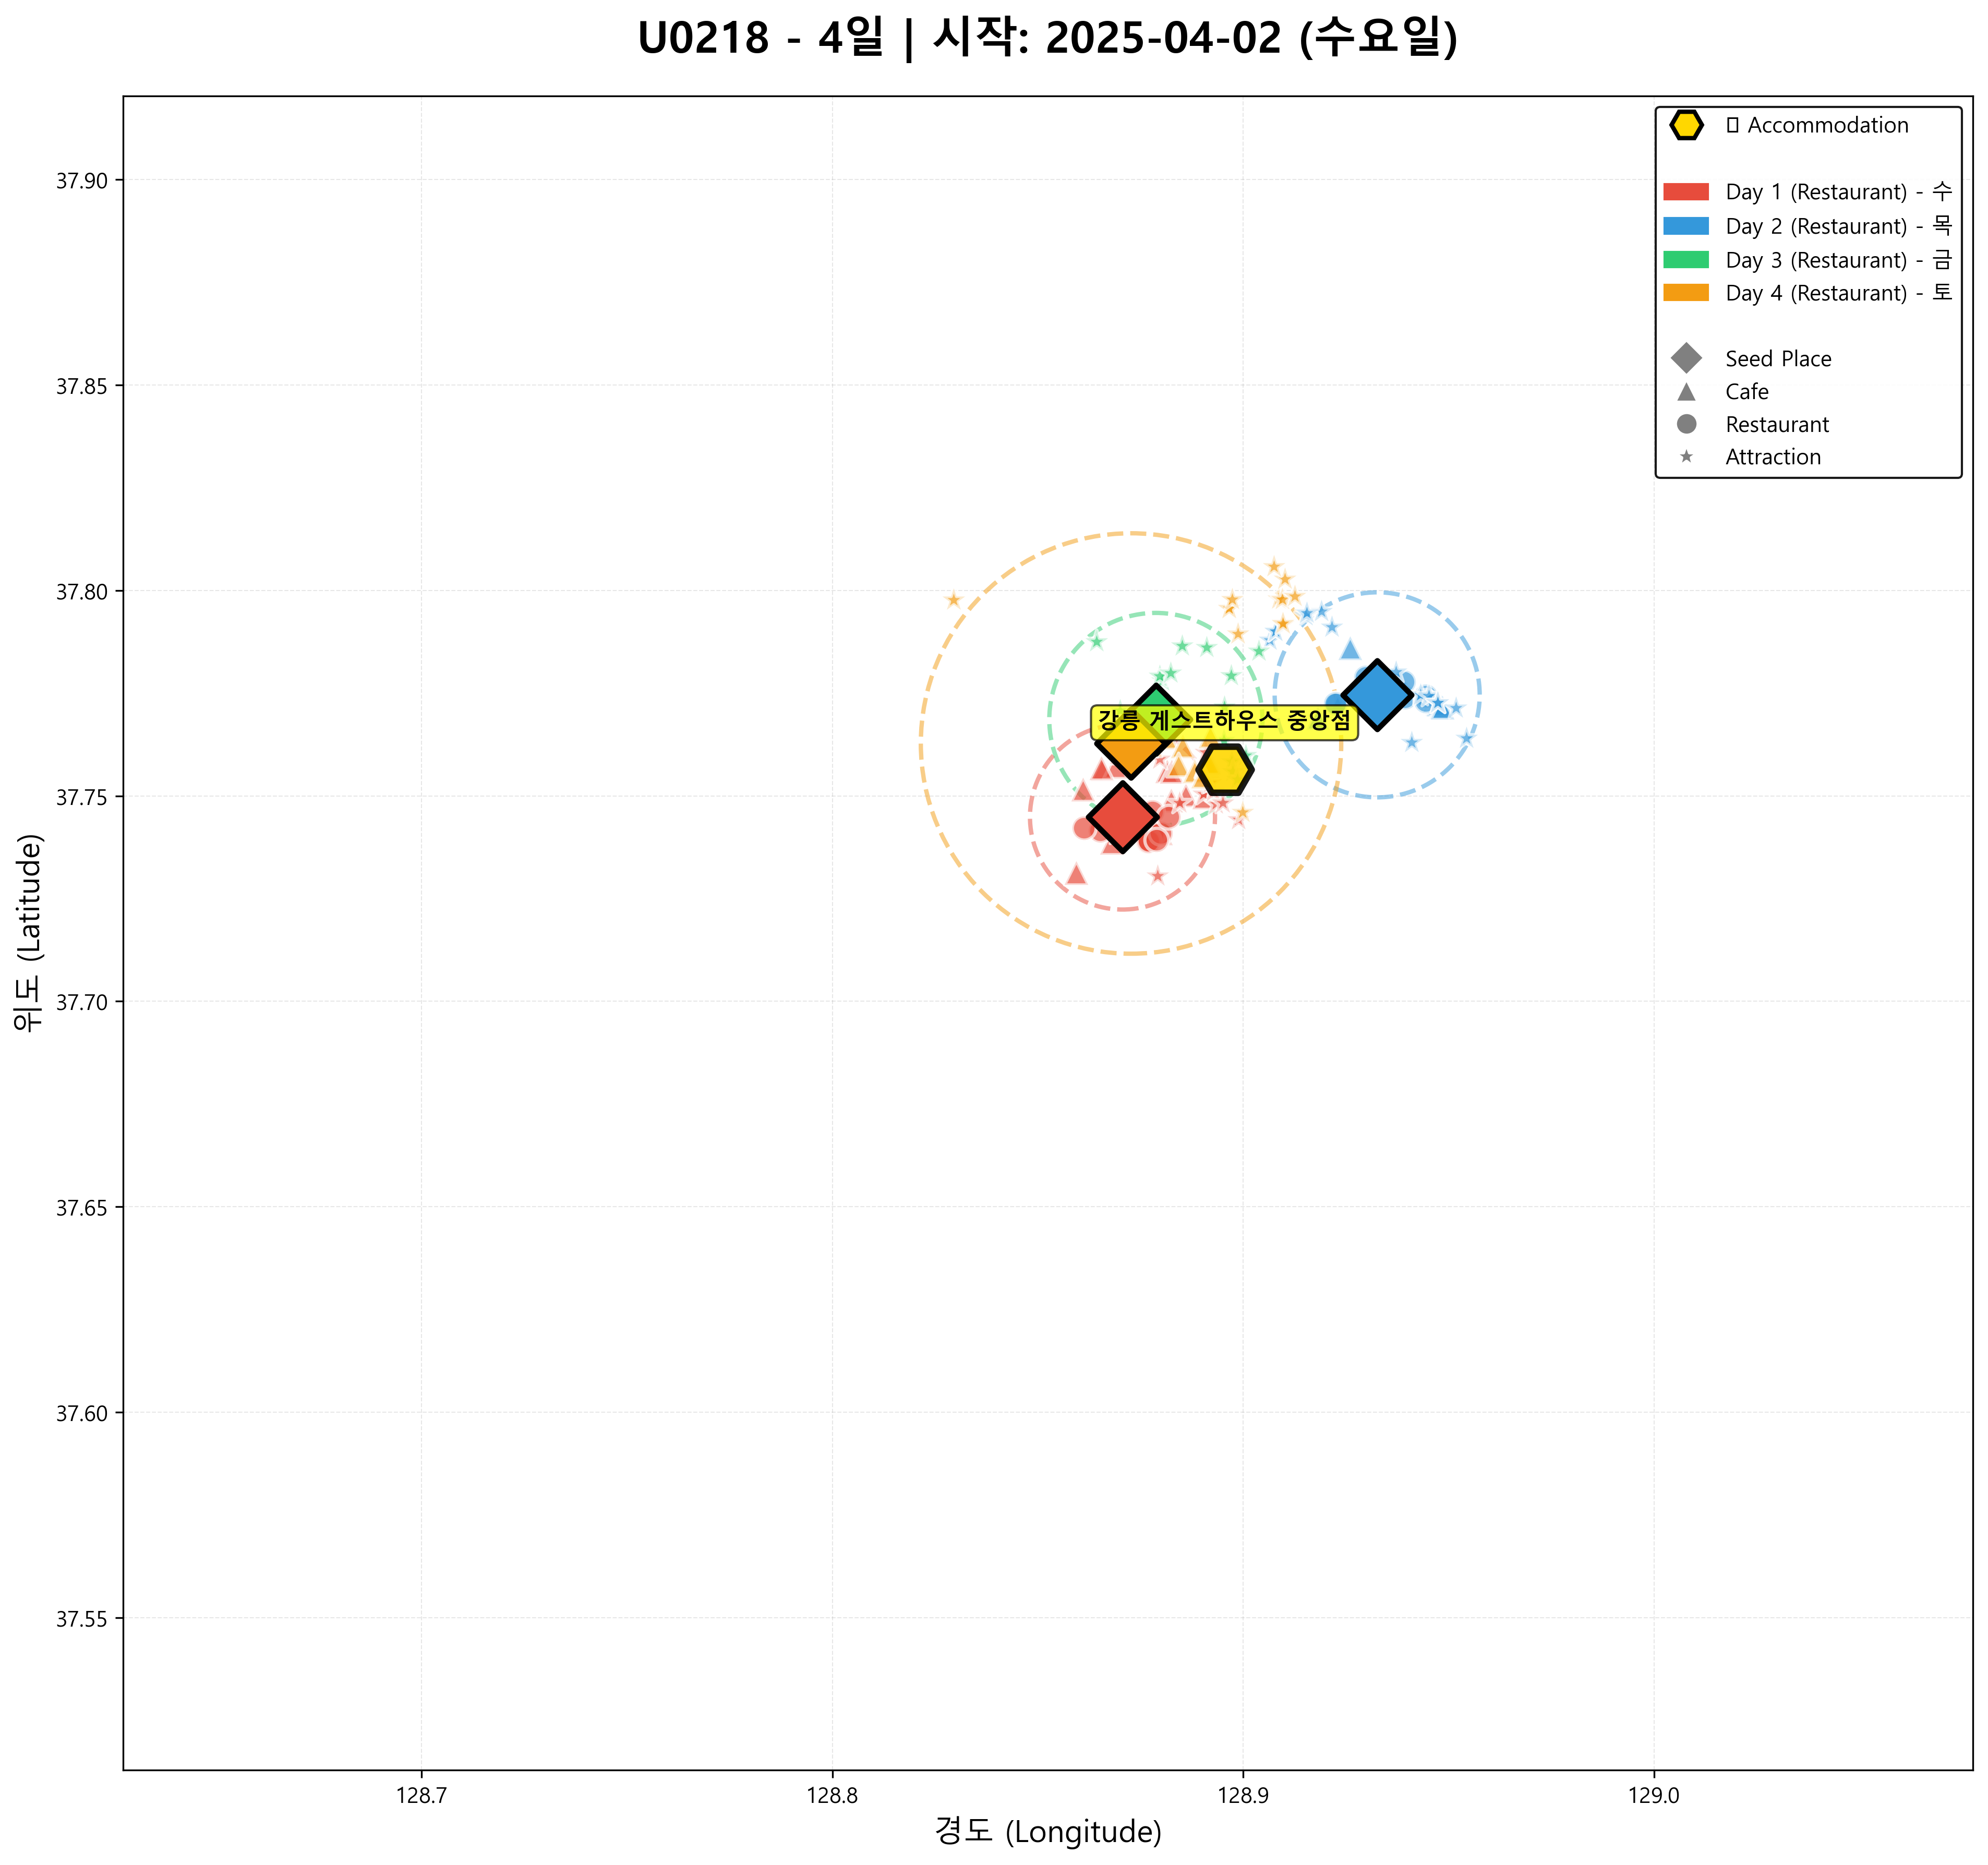 U0218 - 4일 | 시작: 2025-04-02 (수요일)
Accommodation
Day 1 (Restaurant) - 수
Day 2 (Restaurant) - 목
Day 3 (Restaurant) - 금
Day 4 (Restaurant) - 토
Seed Place
Cafe
Restaurant
Attraction
강릉 게스트하우스 중앙점
위도 (Latitude)
37.90
37.85
37.80
37.75
37.70
37.65
37.60
37.55
128.7
128.8
128.9
129.0
경도 (Longitude)